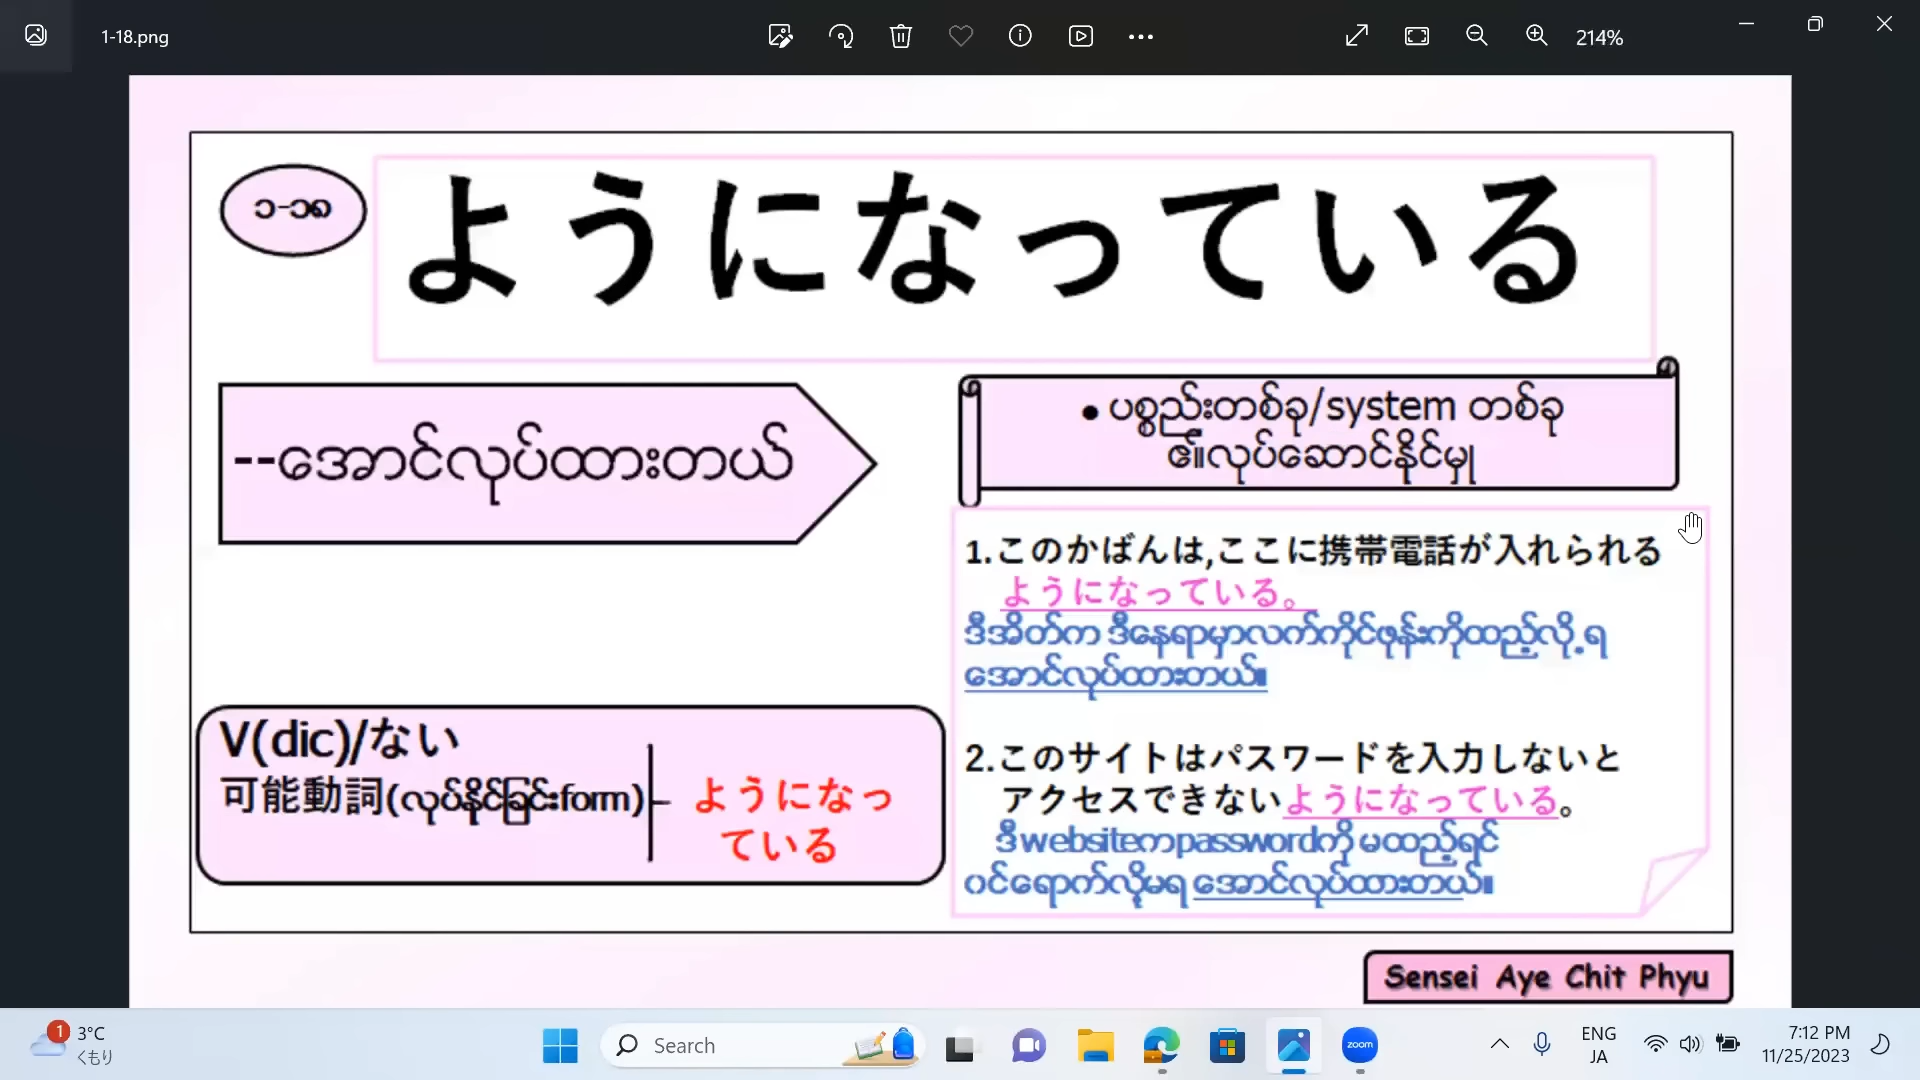 1-18.png
214%
၁-၁၈
ようになっている
--အောင်လုပ်ထားတယ်
• ပစ္စည်းတစ်ခု/system တစ်ခု
၏လုပ်ဆောင်နိုင်မှု
1.このかばんは,ここに携帯電話が入れられる
ようになっている。
ဒီအိတ်က ဒီနေရာမှာလက်ကိုင်ဖုန်းကိုထည့်လို့ရ
အောင်လုပ်ထားတယ်။
2.このサイトはパスワードを入力しないと
アクセスできないようになっている。
ဒီwebsiteကpasswordကို မထည့်ရင်
ဝင်ရောက်လို့မရ အောင်လုပ်ထားတယ်။
V(dic)/ない
可能動詞(လုပ်နိုင်ခြင်းform)
ようになっ
ている
Sensei Aye Chit Phyu
1
3°C
くもり
Search
zoom
ENG
JA
7:12 PM
11/25/2023